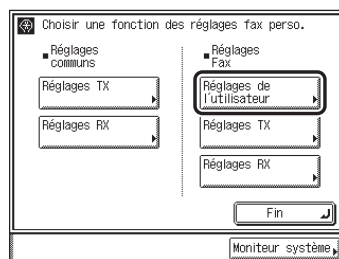 Choisir une fonction des réglages fax perso.
Réglages
communs
Réglages TX
Réglages RX
Réglages
Fax
Réglages de
l'utilisateur
Réglages TX
Réglages RX
Fin
Moniteur système